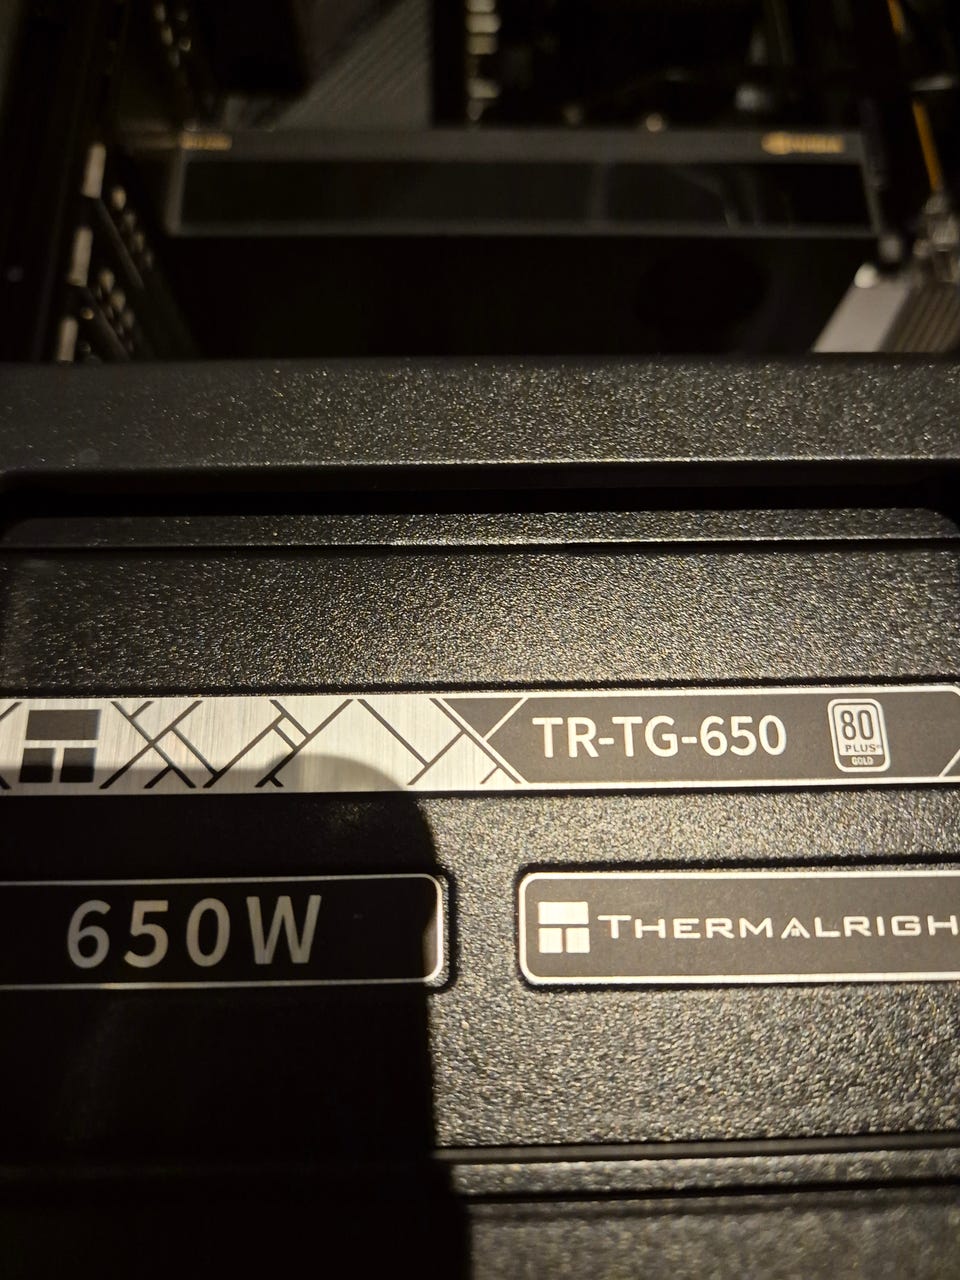 TR-TG-650
80
PLUS
GOLD
650W
THERMALRIGH